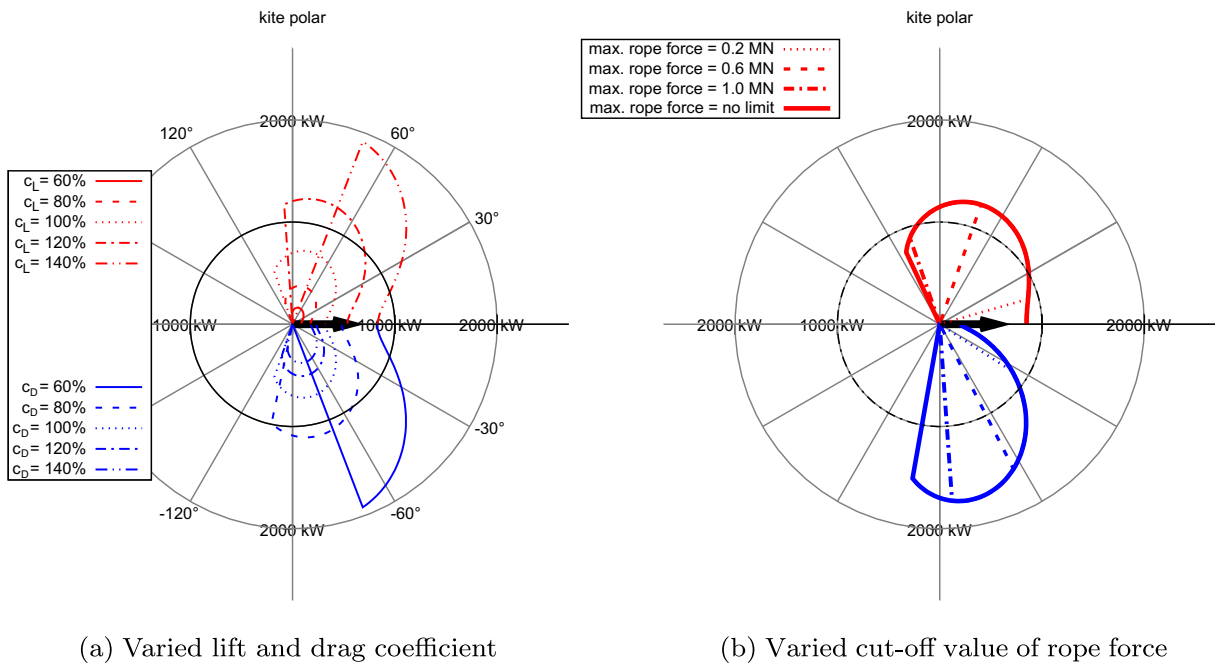 kite polar
2000 kW
120°
60°
c_L= 60%
c_L= 80%
c_L= 100%
c_L= 120%
c_L= 140%
30°
1000 kW
1000 kW
2000 kW
c_D= 60%
c_D= 80%
c_D= 100%
c_D= 120%
c_D= 140%
-30°
-120°
-60°
2000 kW
(a) Varied lift and drag coefficient
kite polar
max. rope force = 0.2 MN
max. rope force = 0.6 MN
max. rope force = 1.0 MN
max. rope force = no limit
2000 kW
2000 kW
1000 kW
2000 kW
2000 kW
(b) Varied cut-off value of rope force